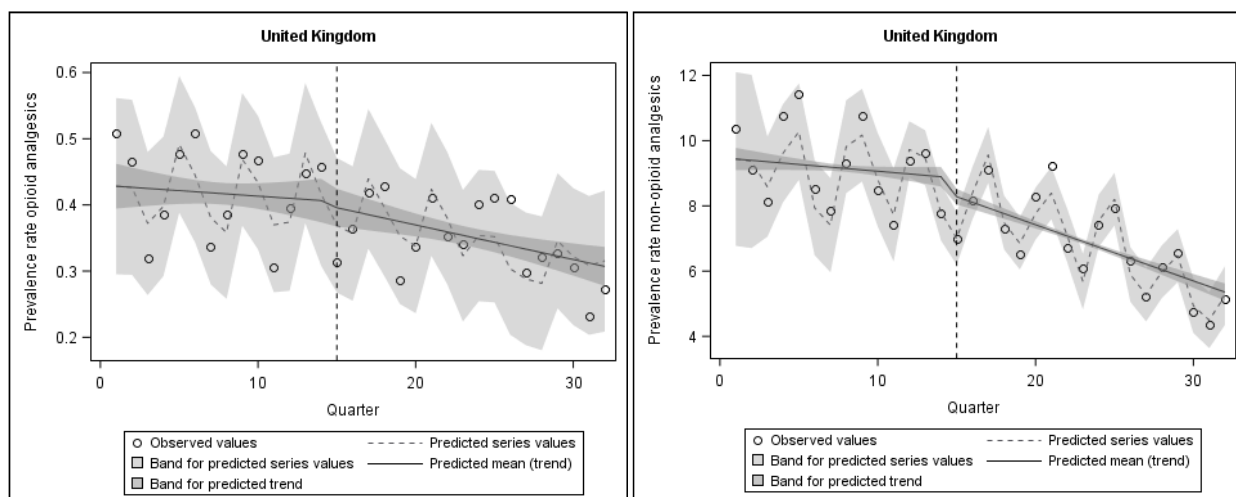 United Kingdom
Prevalence rate opioid analgesics
0.6
0.5
0.4
0.3
0.2
0 10 20 30
Quarter
Observed values Predicted series values
Band for predicted series values Predicted mean (trend)
Band for predicted trend
United Kingdom
Prevalence rate non-opioid analgesics
12
10
8
6
4
0 10 20 30
Quarter
Observed values Predicted series values
Band for predicted series values Predicted mean (trend)
Band for predicted trend